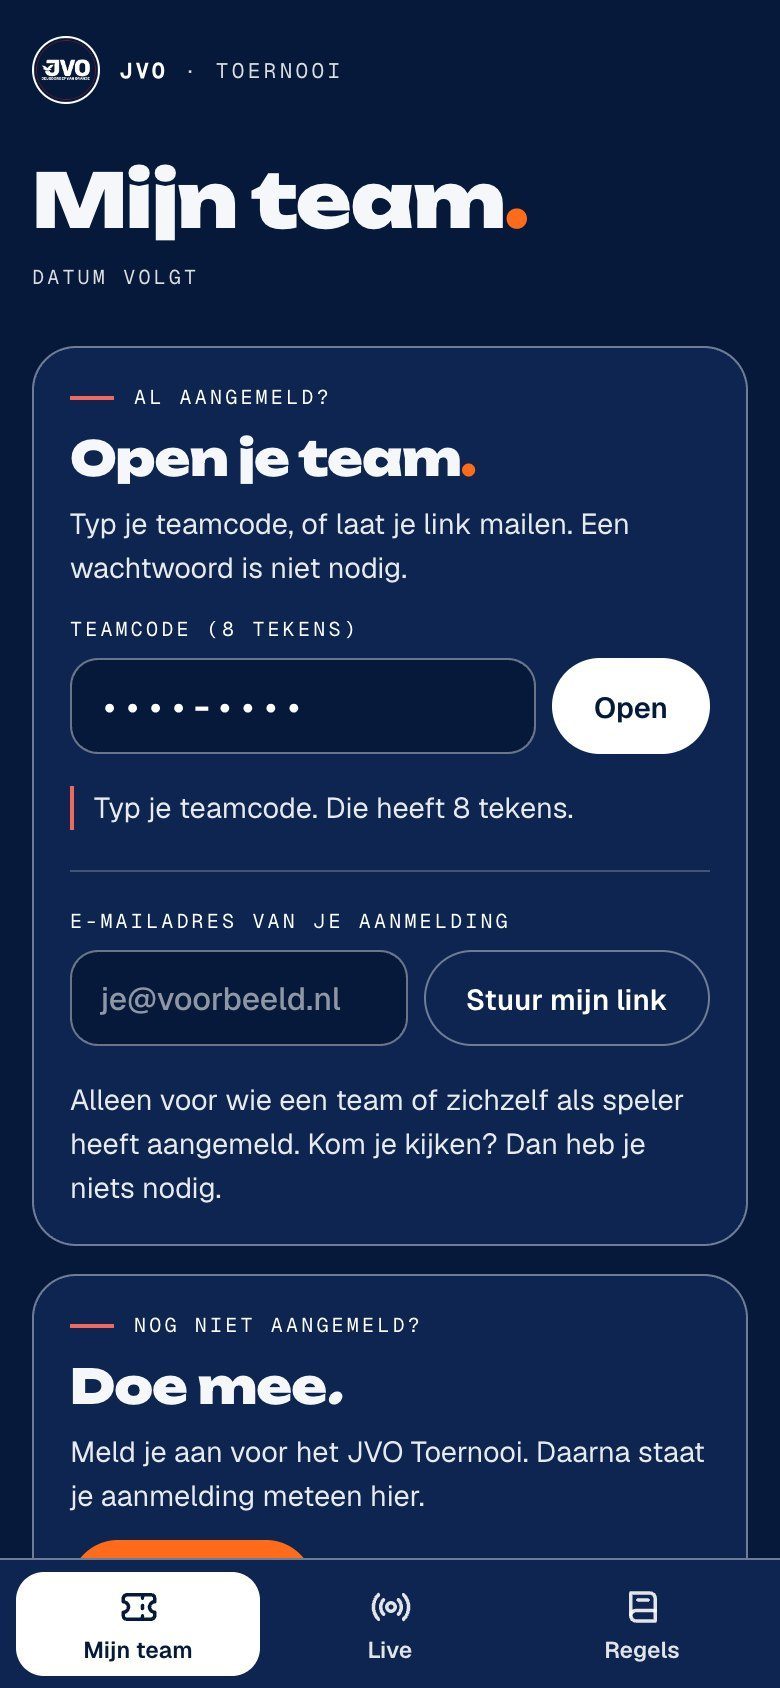 JVO
JVO · TOERNOOI
Mijn team.
DATUM VOLGT
AL AANGEMELD?
Open je team.
Typ je teamcode, of laat je link mailen. Een
wachtwoord is niet nodig.
TEAMCODE (8 TEKENS)
••••-••••
Open
Typ je teamcode. Die heeft 8 tekens.
E-MAILADRES VAN JE AANMELDING
je@voorbeeld.nl
Stuur mijn link
Alleen voor wie een team of zichzelf als speler
heeft aangemeld. Kom je kijken? Dan heb je
niets nodig.
NOG NIET AANGEMELD?
Doe mee.
Meld je aan voor het JVO Toernooi. Daarna staat
je aanmelding meteen hier.
Mijn team
Live
Regels